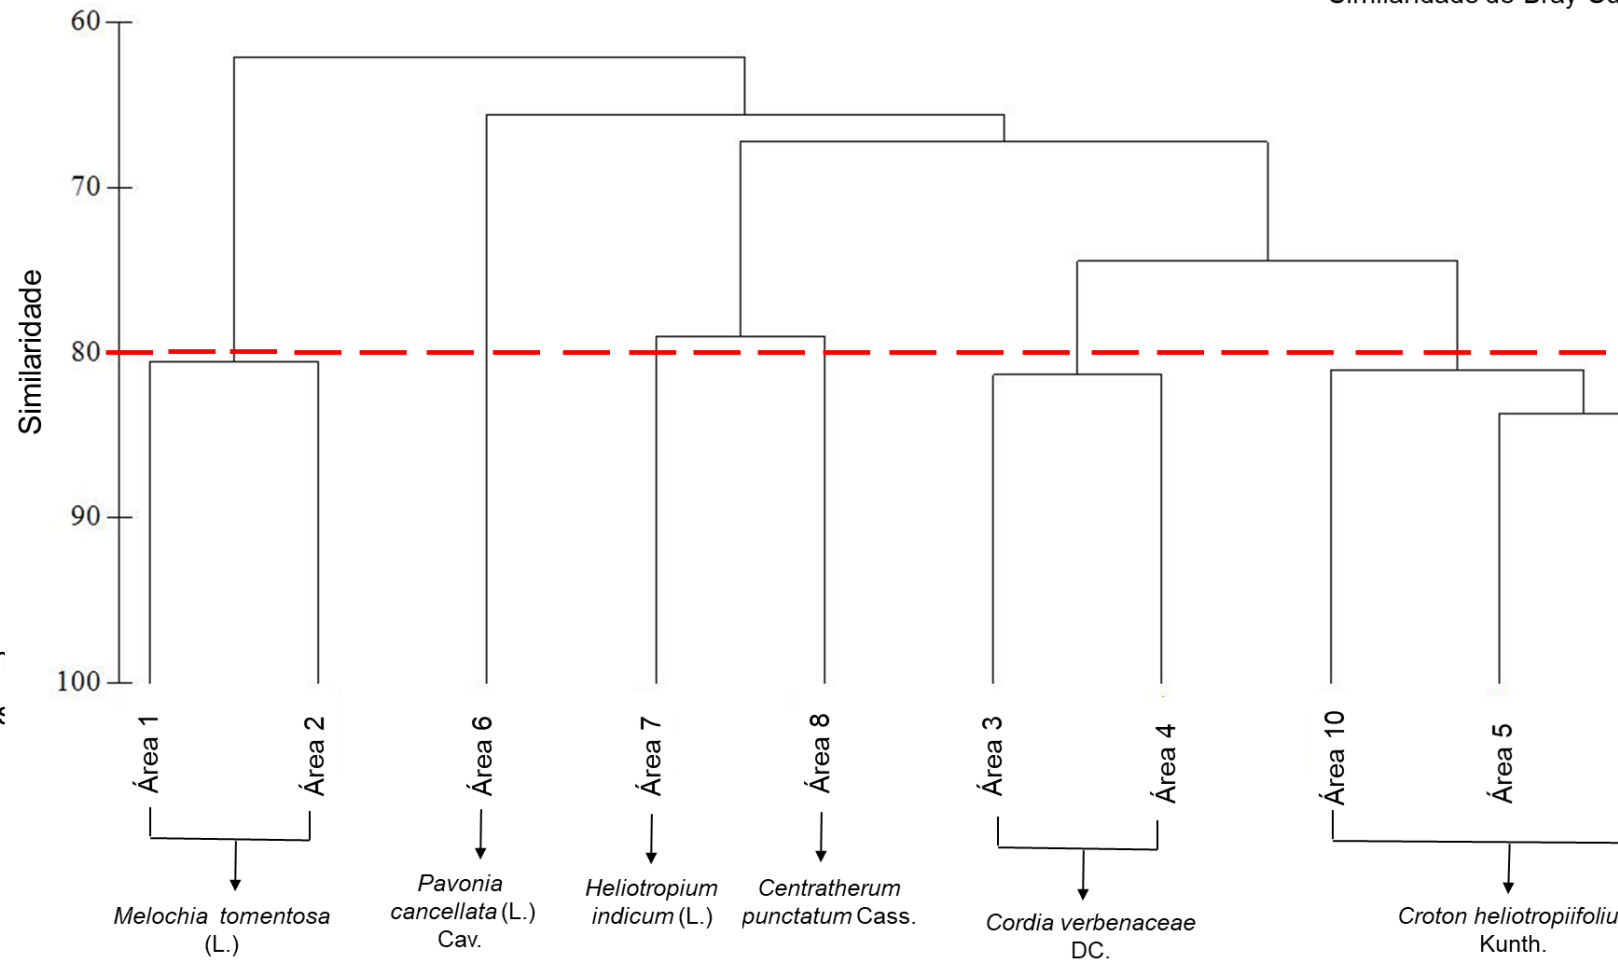 60
70
80
90
100
Similaridade
Área 1
Área 2
Área 6
Área 7
Área 8
Área 3
Área 4
Área 10
Área 5
Melochia tomentosa
(L.)
Pavonia
cancellata (L.)
Cav.
Heliotropium
indicum (L.)
Centratherum
punctatum Cass.
Cordia verbenaceae
DC.
Croton
Kunth.